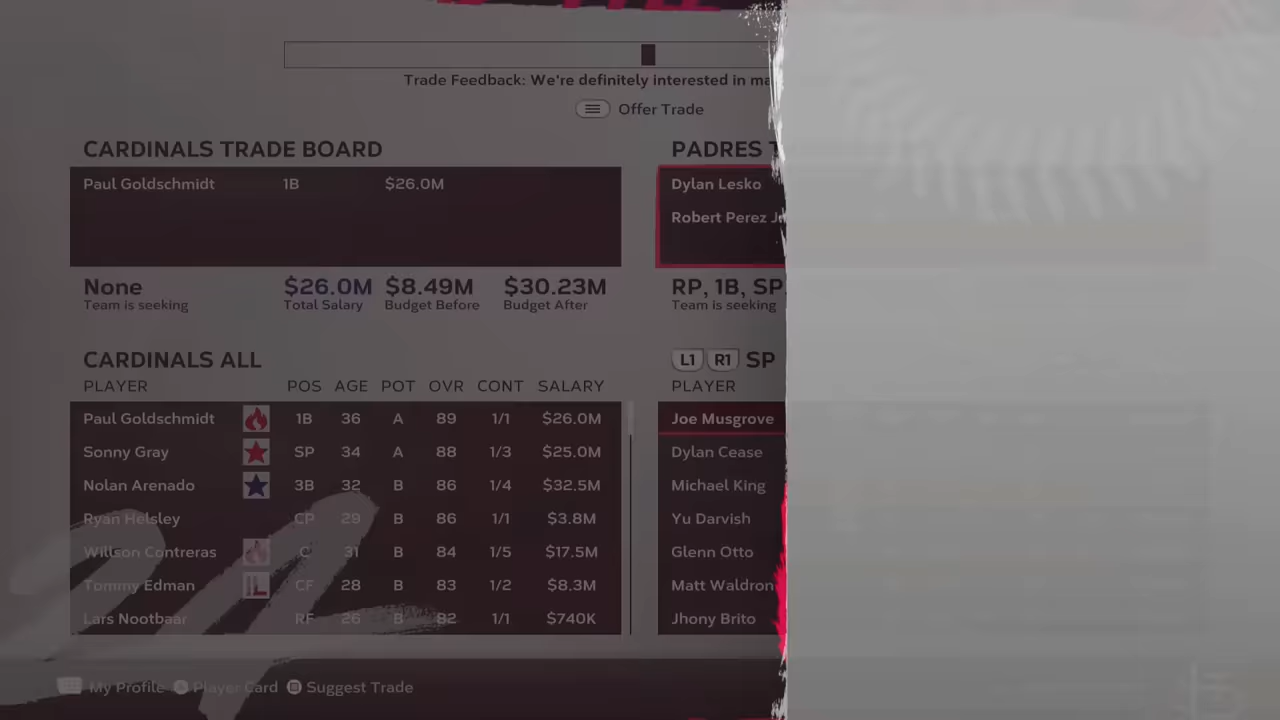 Trade Feedback: We're definitely interested in
Offer Trade
CARDINALS TRADE BOARD
Paul Goldschmidt 1B $26.0M
None $26.0M $8.49M $30.23M
Team is seeking Total Salary Budget Before Budget After
CARDINALS ALL
PLAYER POS AGE POT OVR CONT SALARY
Paul Goldschmidt 1B 36 A 89 1/1 $26.0M
Sonny Gray SP 34 A 88 1/3 $25.0M
Nolan Arenado 3B 32 B 86 1/4 $32.5M
Ryan Helsley CP 29 B 86 1/1 $3.8M
Willson Contreras C 31 B 84 1/5 $17.5M
Tommy Edman CF 28 B 83 1/2 $8.3M
Lars Nootbaar RF 26 B 82 1/1 $740K
PADRES
Dylan Lesko
Robert Perez
RP, 1B, SP
Team is seeking
L1 R1 SP
PLAYER
Joe Musgrove
Dylan Cease
Michael King
Yu Darvish
Glenn Otto
Matt Waldron
Jhony Brito
My Profile Player Card Suggest Trade